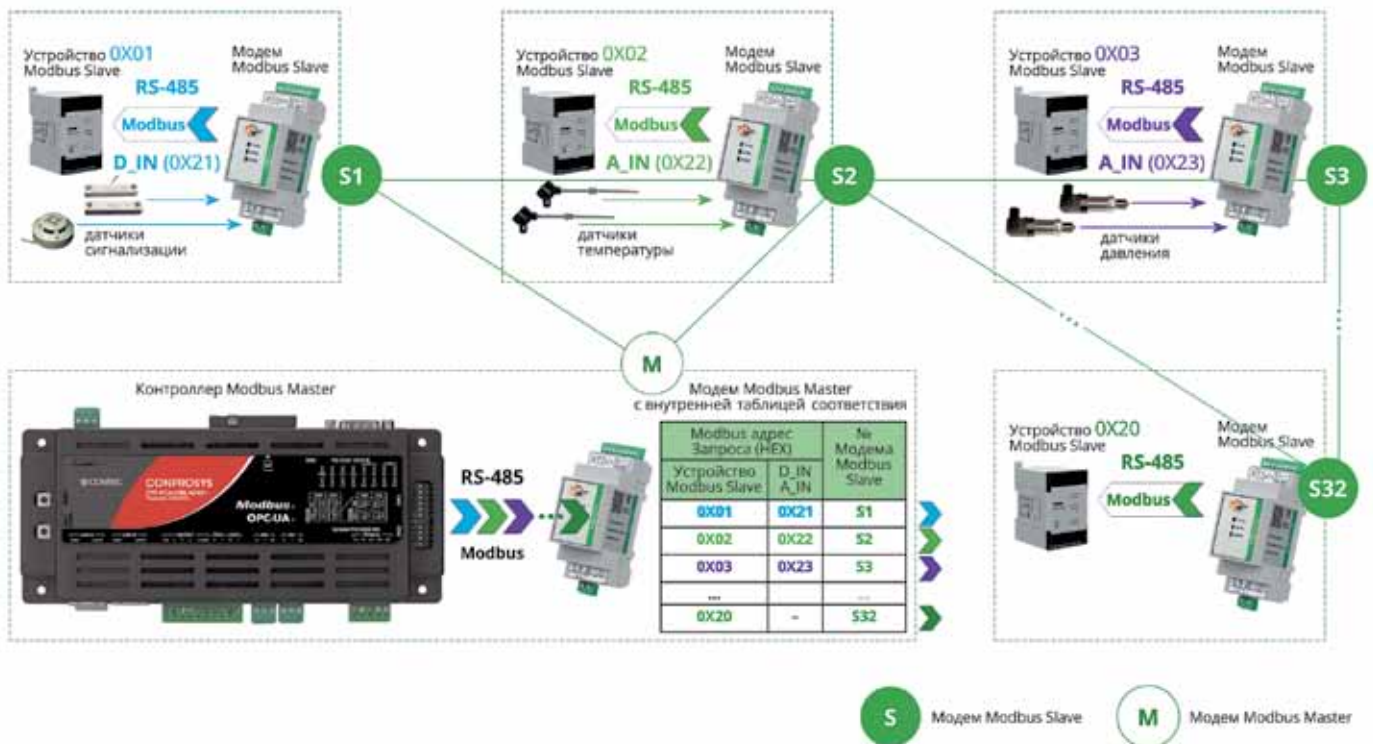 Устройство 0X01
Modbus Slave
Модем
Modbus Slave
RS-485
Modbus
D_IN (0X21)
датчики
сигнализации
S1
Устройство 0X02
Modbus Slave
Модем
Modbus Slave
RS-485
Modbus
A_IN (0X22)
датчики
температуры
S2
Устройство 0X03
Modbus Slave
Модем
Modbus Slave
RS-485
Modbus
A_IN (0X23)
датчики
давления
S3
M
Контроллер Modbus Master
CONTEC
CONPROSYS
Modbus
OPC-UA
RS-485
Modbus
Модем Modbus Master
с внутренней таблицей соответствия
Modbus адрес
Запроса (HEX)
№
Модема
Modbus
Slave
Устройство
Modbus Slave
D_IN
A_IN
0X01 0X21 S1
0X02 0X22 S2
0X03 0X23 S3
... ...
0X20 - S32
Устройство 0X20
Modbus Slave
Модем
Modbus Slave
RS-485
Modbus
S32
S Модем Modbus Slave
M Модем Modbus Master